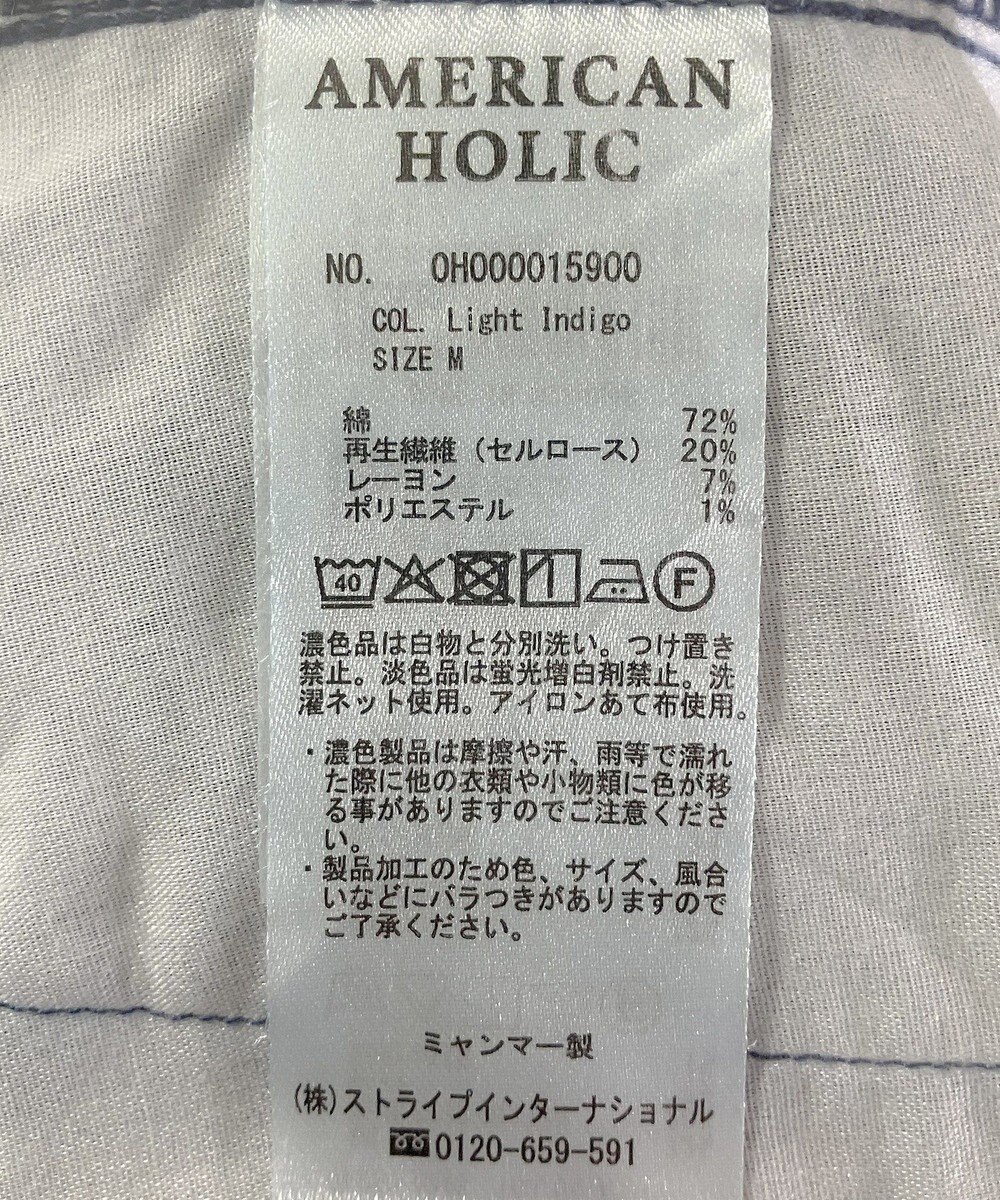 AMERICAN
HOLIC
NO. 0H000015900
COL. Light Indigo
SIZE M
綿 72%
再生繊維（セルロース） 20%
レーヨン 7%
ポリエステル 1%
40 F
濃色品は白物と分別洗い。つけ置き
禁止。淡色品は蛍光増白剤禁止。洗
濯ネット使用。アイロンあて布使用。
・濃色製品は摩擦や汗、雨等で濡れ
た際に他の衣類や小物類に色が移
る事がありますのでご注意くださ
い。
・製品加工のため色、サイズ、風合
いなどにバラつきがありますので
ご了承ください。
ミャンマー製
(株)ストライプインターナショナル
0120-659-591